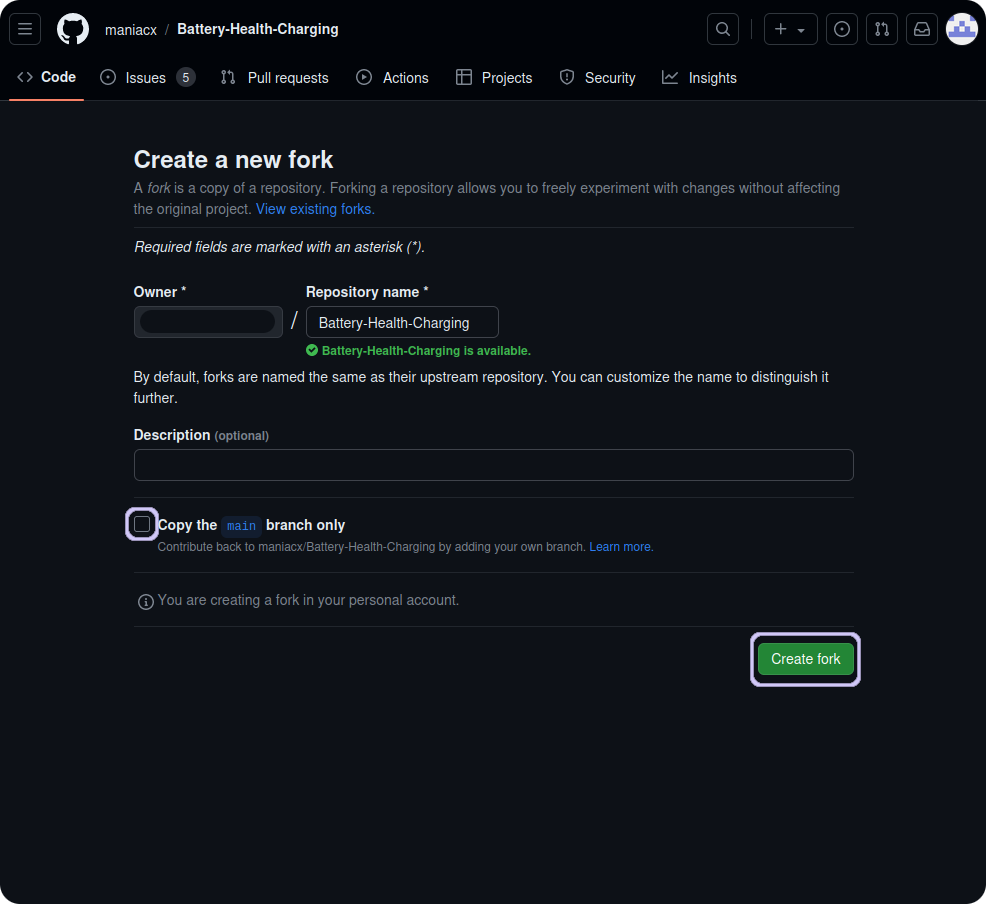 maniacx / Battery-Health-Charging
Code Issues 5 Pull requests Actions Projects Security Insights
Create a new fork
A fork is a copy of a repository. Forking a repository allows you to freely experiment with changes without affecting
the original project. View existing forks.
Required fields are marked with an asterisk (*).
Owner * Repository name *
/ Battery-Health-Charging
Battery-Health-Charging is available.
By default, forks are named the same as their upstream repository. You can customize the name to distinguish it
further.
Description (optional)
Copy the main branch only
Contribute back to maniacx/Battery-Health-Charging by adding your own branch. Learn more.
You are creating a fork in your personal account.
Create fork